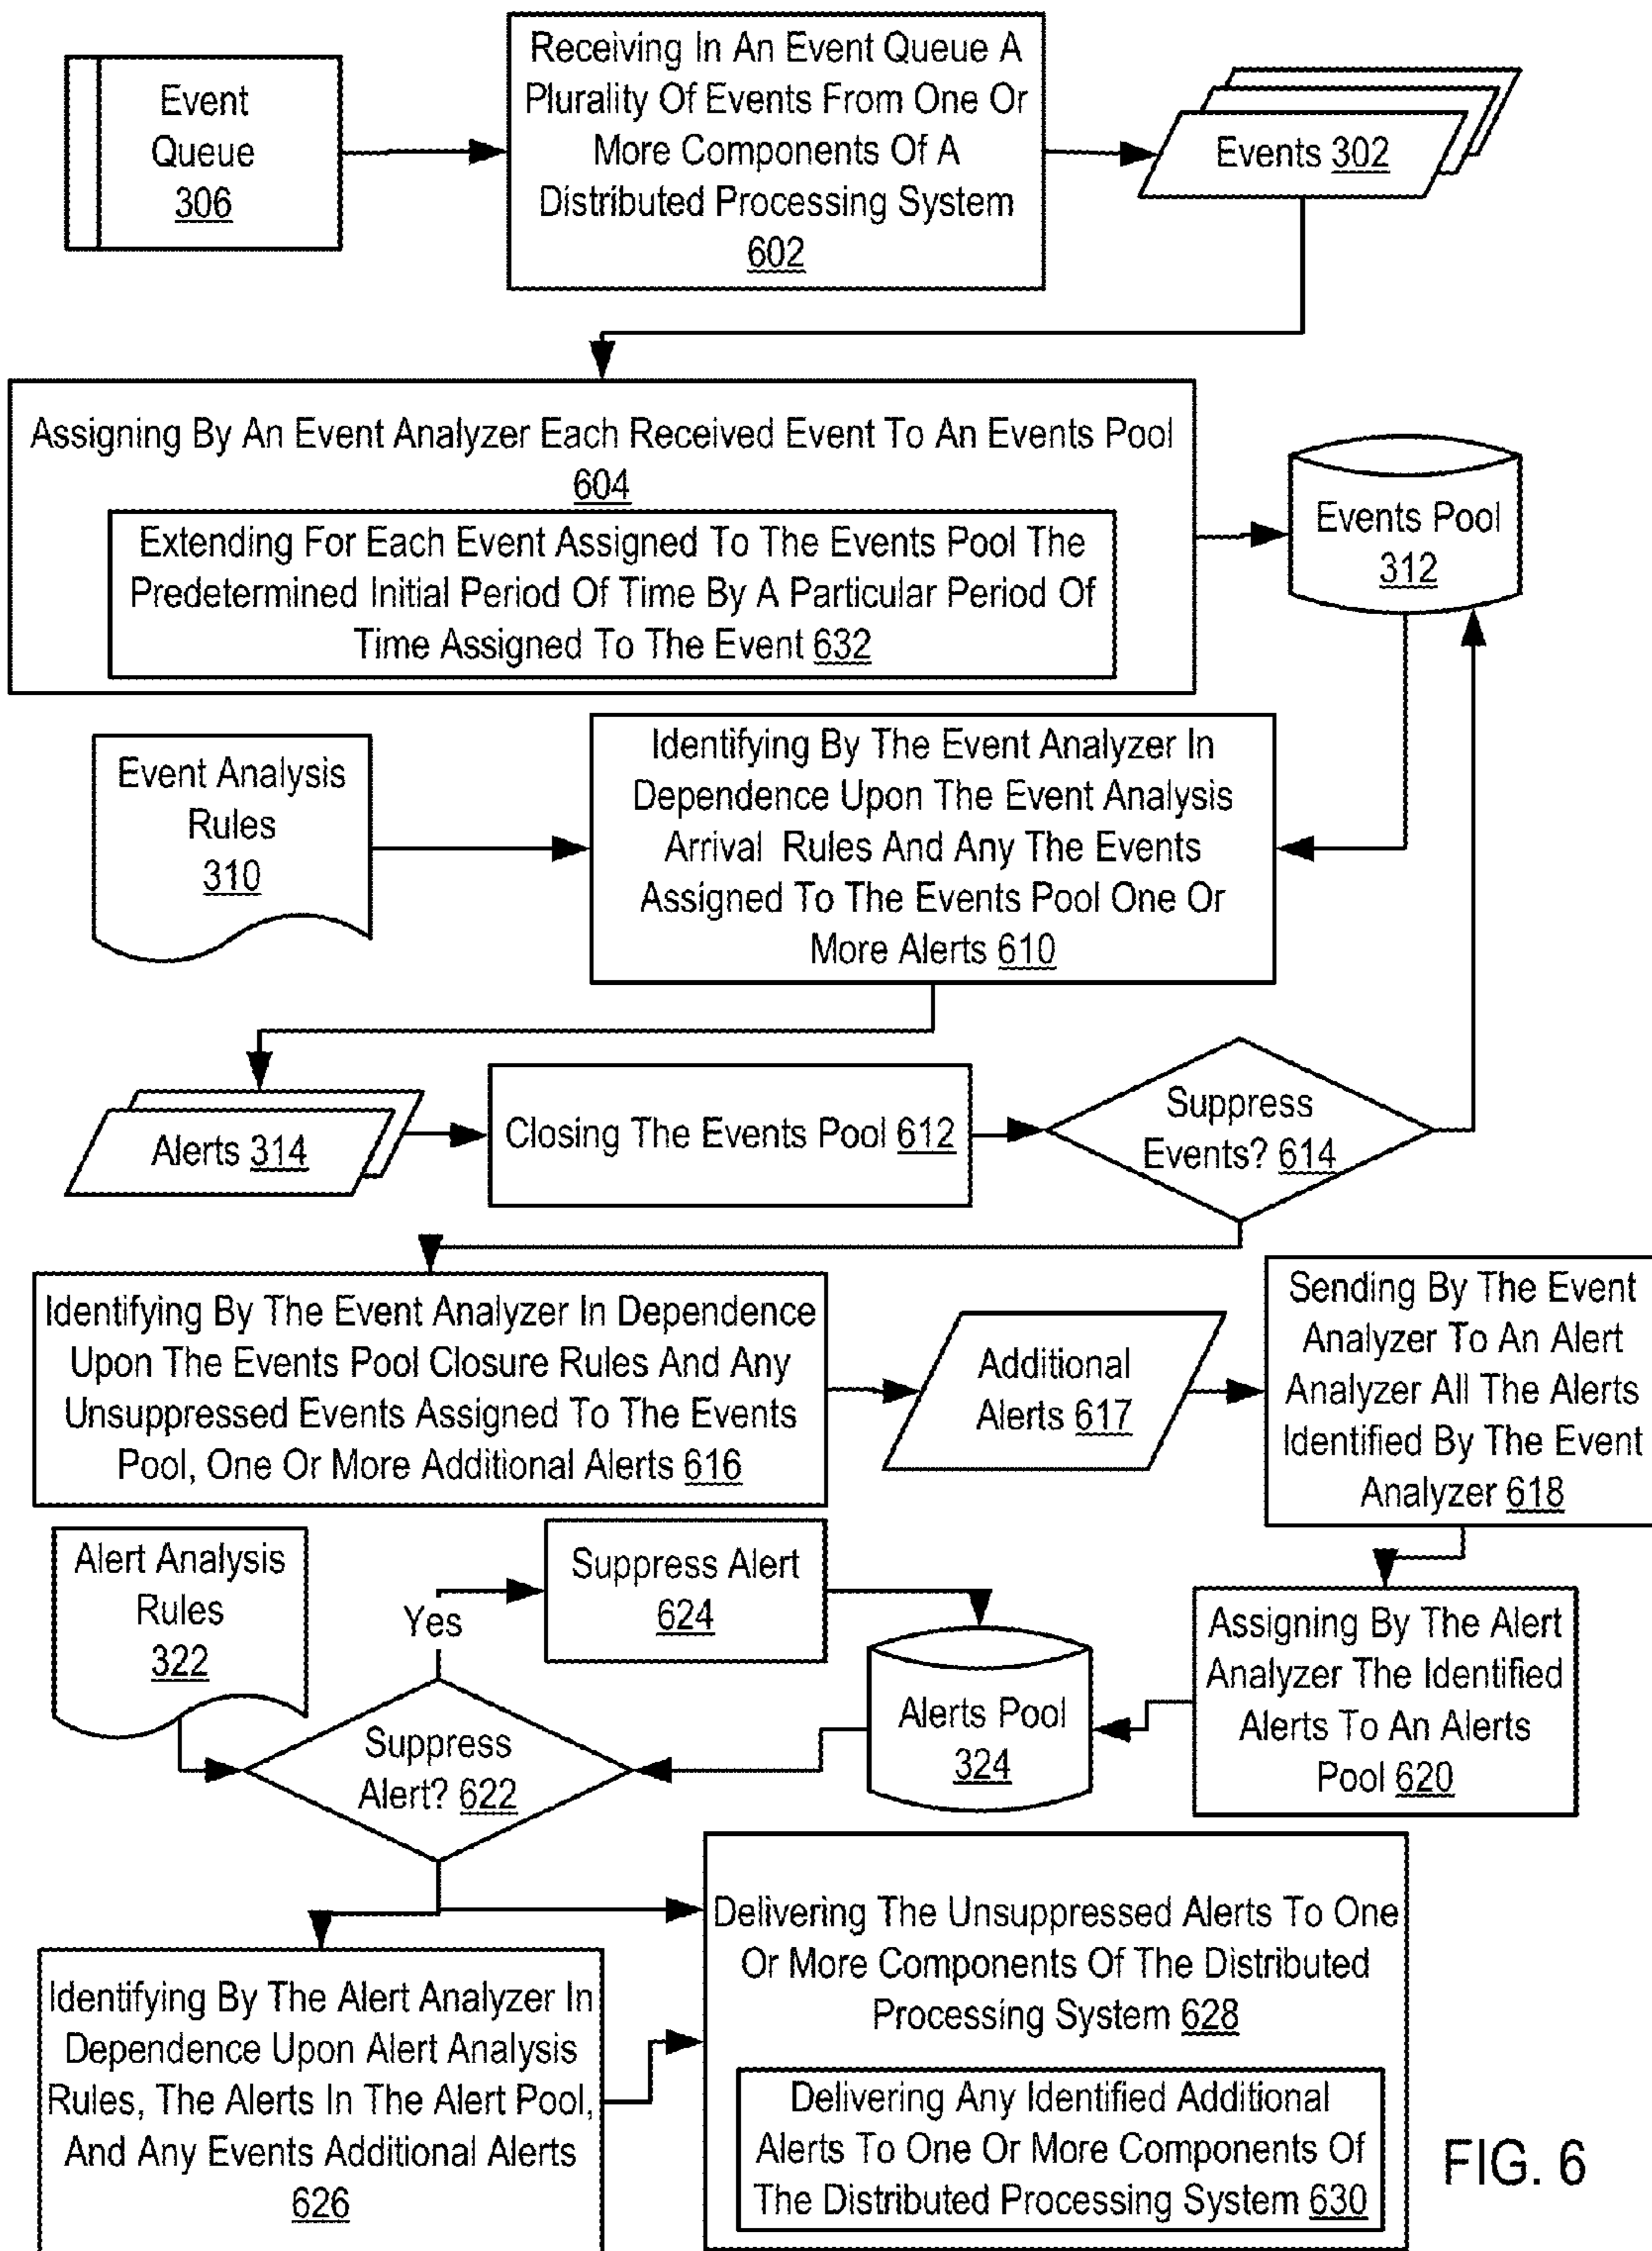 Event
Queue
306
Receiving In An Event Queue A
Plurality Of Events From One Or
More Components Of A
Distributed Processing System
602
Events 302
Assigning By An Event Analyzer Each Received Event To An Events Pool
604
Extending For Each Event Assigned To The Events Pool The
Predetermined Initial Period Of Time By A Particular Period Of
Time Assigned To The Event 632
Events Pool
312
Event Analysis
Rules
310
Identifying By The Event Analyzer In
Dependence Upon The Event Analysis
Arrival Rules And Any The Events
Assigned To The Events Pool One Or
More Alerts 610
Alerts 314
Closing The Events Pool 612
Suppress
Events? 614
Identifying By The Event Analyzer In Dependence
Upon The Events Pool Closure Rules And Any
Unsuppressed Events Assigned To The Events
Pool, One Or More Additional Alerts 616
Additional
Alerts 617
Sending By The Event
Analyzer To An Alert
Analyzer All The Alerts
Identified By The Event
Analyzer 618
Alert Analysis
Rules
322
Yes
Suppress Alert
624
Alerts Pool
324
Assigning By The Alert
Analyzer The Identified
Alerts To An Alerts
Pool 620
Suppress
Alert? 622
Identifying By The Alert Analyzer In
Dependence Upon Alert Analysis
Rules, The Alerts In The Alert Pool,
And Any Events Additional Alerts
626
Delivering The Unsuppressed Alerts To One
Or More Components Of The Distributed
Processing System 628
Delivering Any Identified Additional
Alerts To One Or More Components Of
The Distributed Processing System 630
FIG. 6